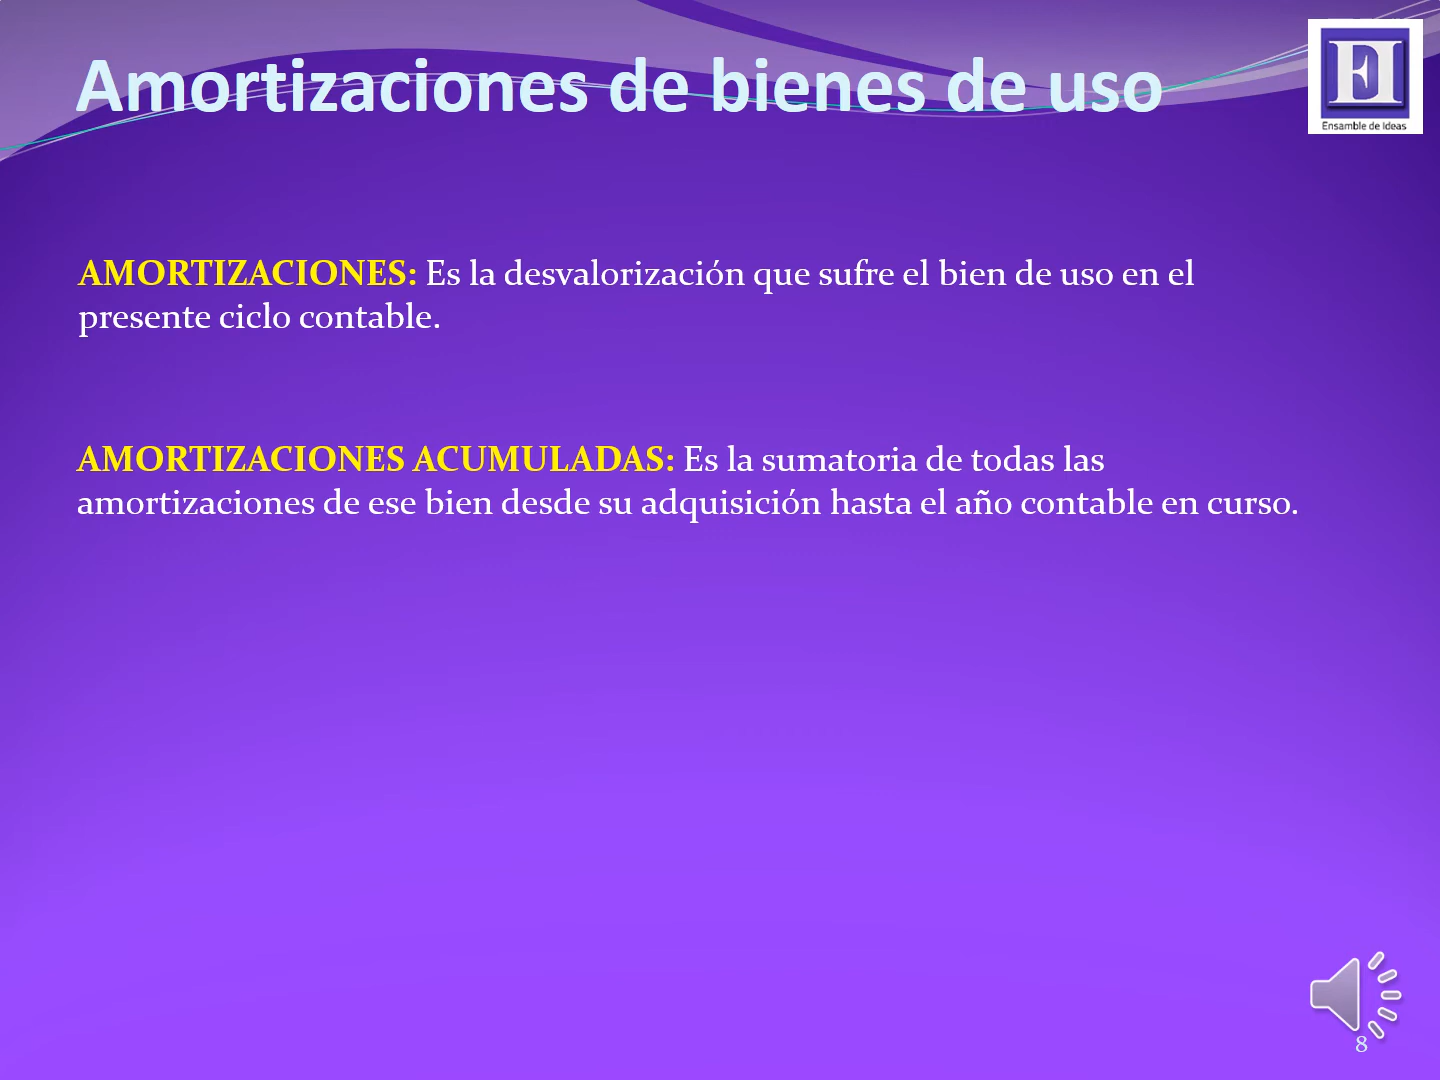 Amortizaciones de bienes de uso
EI
Ensamble de Ideas
AMORTIZACIONES: Es la desvalorización que sufre el bien de uso en el
presente ciclo contable.
AMORTIZACIONES ACUMULADAS: Es la sumatoria de todas las
amortizaciones de ese bien desde su adquisición hasta el año contable en curso.
8